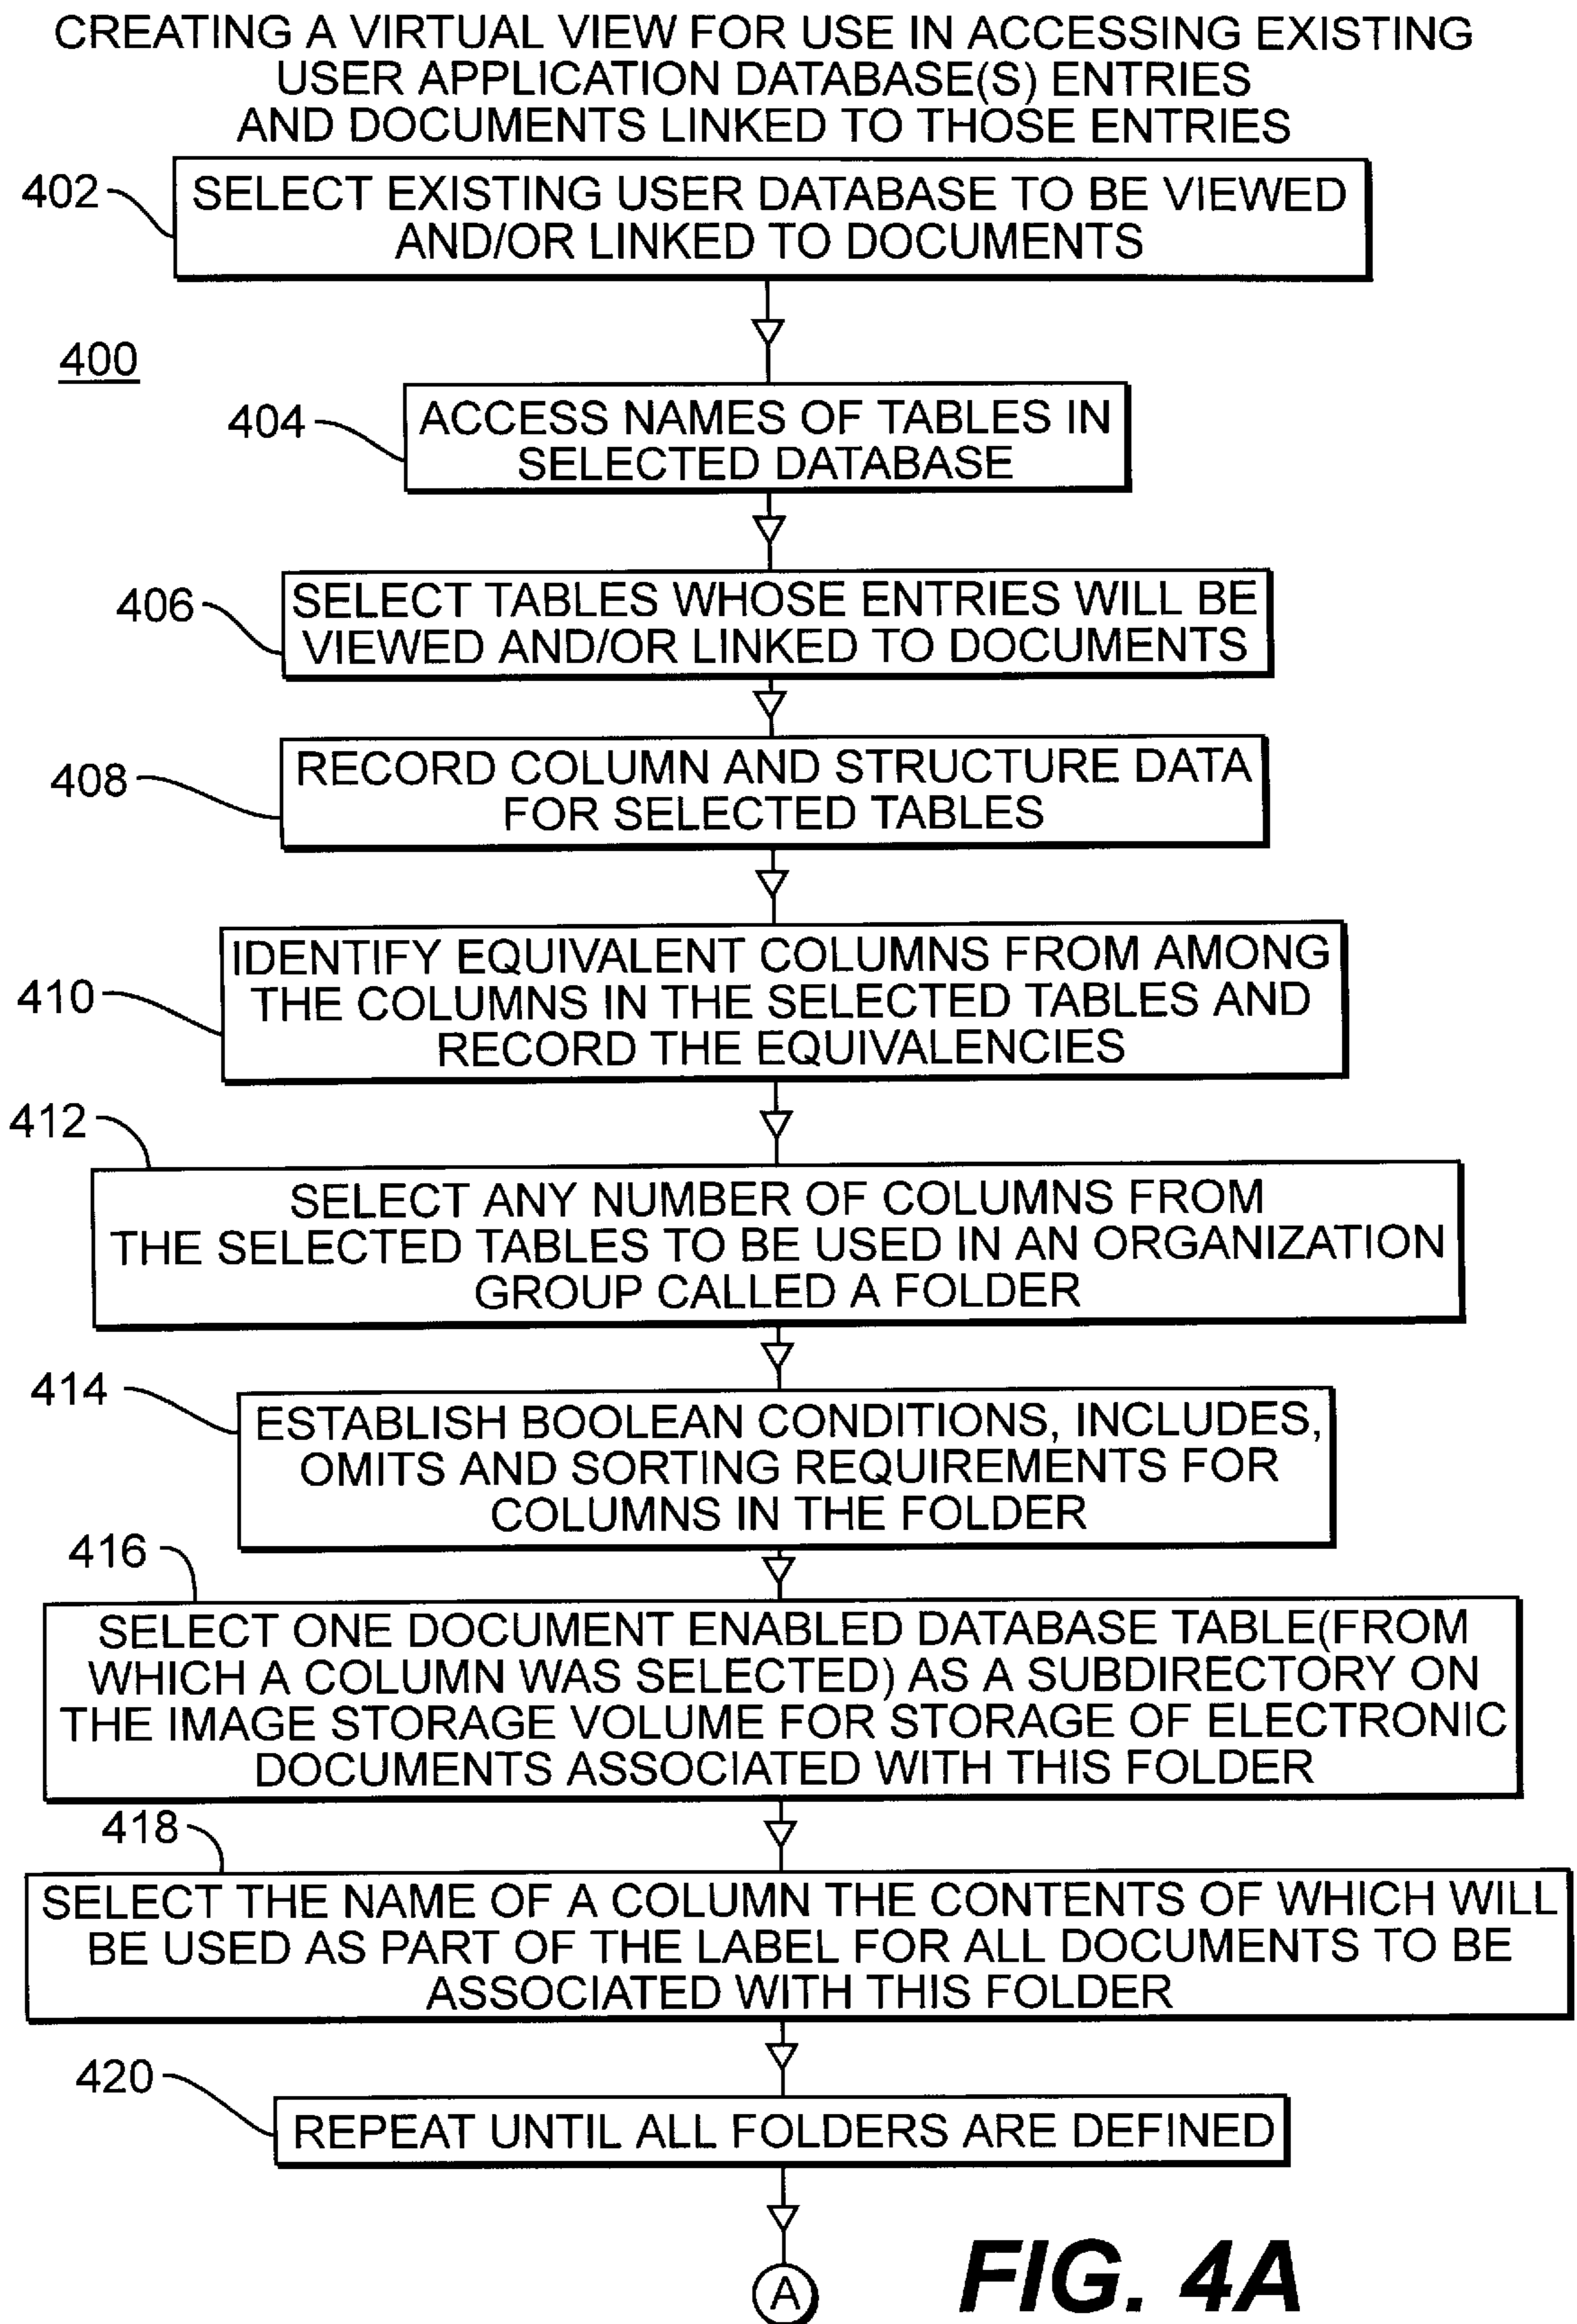 CREATING A VIRTUAL VIEW FOR USE IN ACCESSING EXISTING
USER APPLICATION DATABASE(S) ENTRIES
AND DOCUMENTS LINKED TO THOSE ENTRIES
402
SELECT EXISTING USER DATABASE TO BE VIEWED
AND/OR LINKED TO DOCUMENTS
400
404
ACCESS NAMES OF TABLES IN
SELECTED DATABASE
406
SELECT TABLES WHOSE ENTRIES WILL BE
VIEWED AND/OR LINKED TO DOCUMENTS
408
RECORD COLUMN AND STRUCTURE DATA
FOR SELECTED TABLES
410
IDENTIFY EQUIVALENT COLUMNS FROM AMONG
THE COLUMNS IN THE SELECTED TABLES AND
RECORD THE EQUIVALENCIES
412
SELECT ANY NUMBER OF COLUMNS FROM
THE SELECTED TABLES TO BE USED IN AN ORGANIZATION
GROUP CALLED A FOLDER
414
ESTABLISH BOOLEAN CONDITIONS, INCLUDES,
OMITS AND SORTING REQUIREMENTS FOR
COLUMNS IN THE FOLDER
416
SELECT ONE DOCUMENT ENABLED DATABASE TABLE(FROM
WHICH A COLUMN WAS SELECTED) AS A SUBDIRECTORY ON
THE IMAGE STORAGE VOLUME FOR STORAGE OF ELECTRONIC
DOCUMENTS ASSOCIATED WITH THIS FOLDER
418
SELECT THE NAME OF A COLUMN THE CONTENTS OF WHICH WILL
BE USED AS PART OF THE LABEL FOR ALL DOCUMENTS TO BE
ASSOCIATED WITH THIS FOLDER
420
REPEAT UNTIL ALL FOLDERS ARE DEFINED
A
FIG. 4A